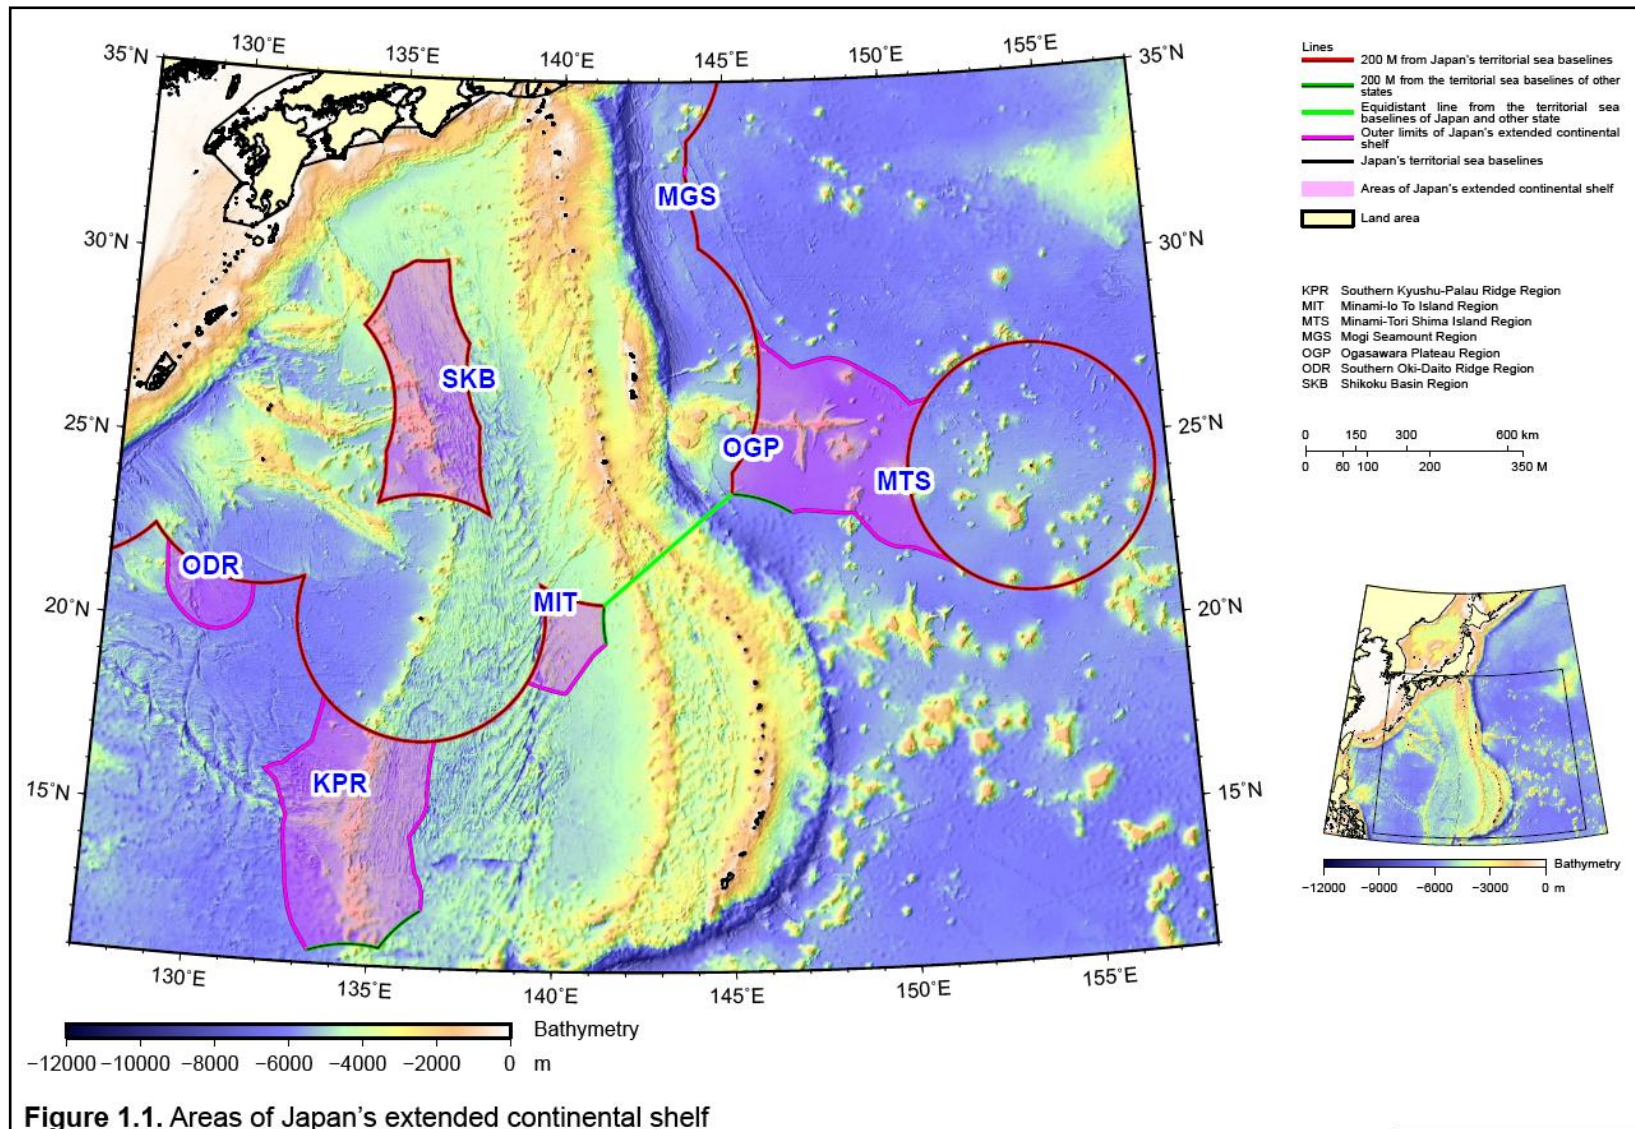 130˚E
135˚E
140˚E
145˚E
150˚E
155˚E
35˚N
35˚N
30˚N
30˚N
25˚N
25˚N
20˚N
20˚N
15˚N
15˚N
130˚E
135˚E
140˚E
145˚E
150˚E
155˚E
MGS
SKB
OGP
MTS
ODR
MIT
KPR
Bathymetry
−12000 −10000 −8000 −6000 −4000 −2000 0 m
Lines
200 M from Japan's territorial sea baselines
200 M from the territorial sea baselines of other
states
Equidistant line from the territorial sea
baselines of Japan and other state
Outer limits of Japan's extended continental
shelf
Japan's territorial sea baselines
Areas of Japan's extended continental shelf
Land area
KPR Southern Kyushu-Palau Ridge Region
MIT Minami-Io To Island Region
MTS Minami-Tori Shima Island Region
MGS Mogi Seamount Region
OGP Ogasawara Plateau Region
ODR Southern Oki-Daito Ridge Region
SKB Shikoku Basin Region
0 150 300 600 km
0 60 100 200 350 M
Bathymetry
−12000 −9000 −6000 −3000 0 m
Figure 1.1. Areas of Japan's extended continental shelf